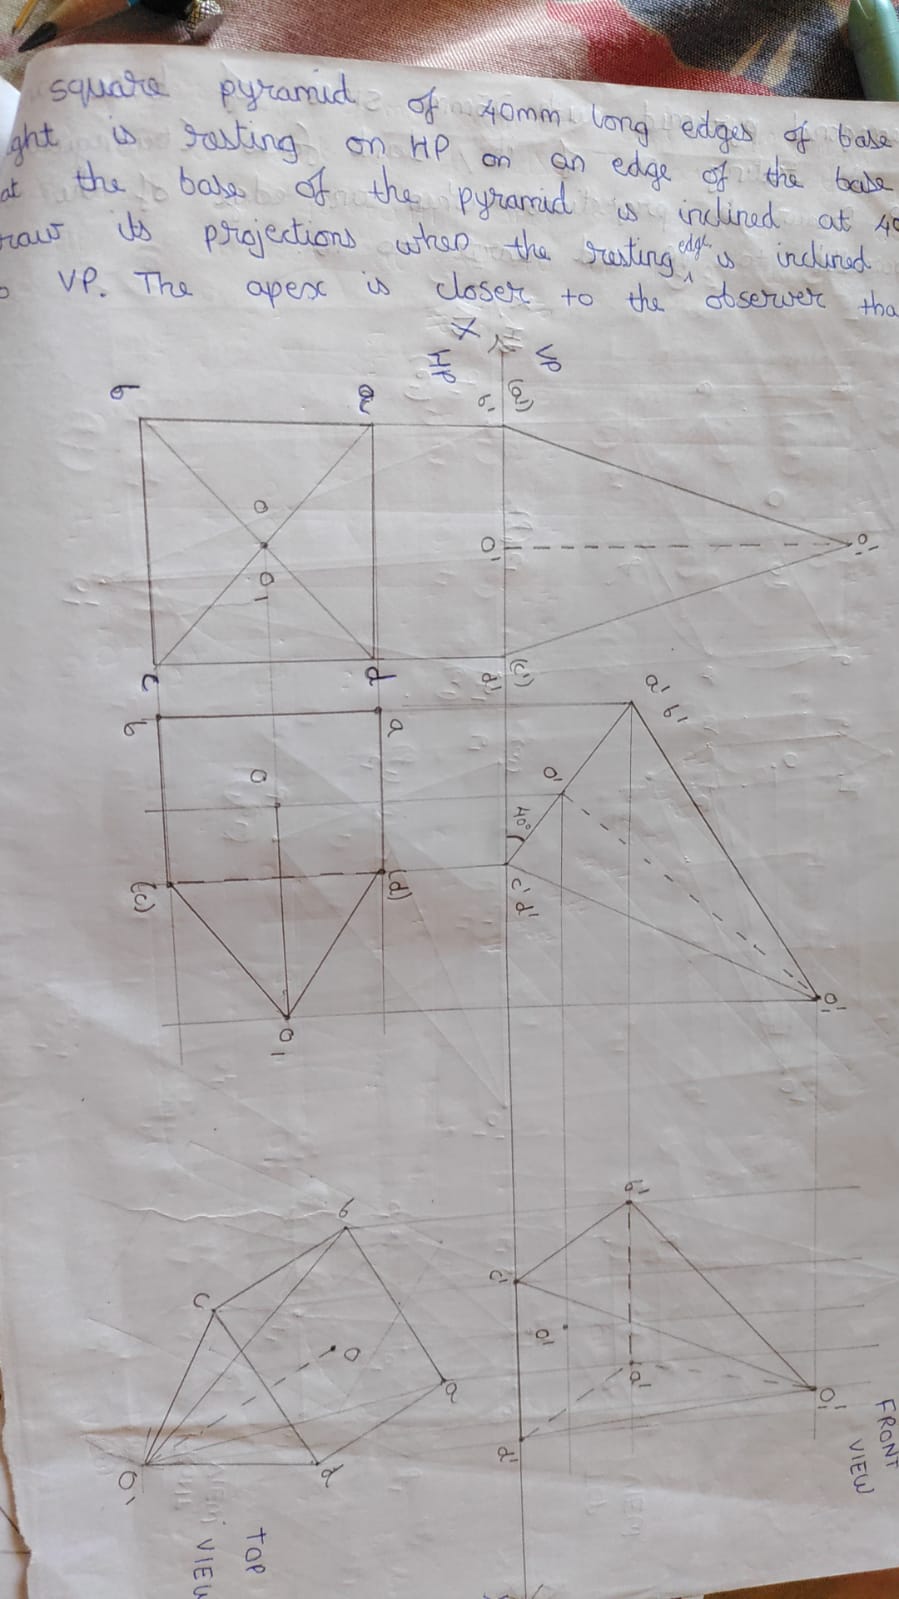 square pyramid of 40mm long edges of base
ght is resting on HP on an edge of the base
at the base of the pyramid is inclined at 40
raw its projections when the resting edge is inclined
VP. The apex is closer to the observer tha
FRONT
VIEW
o₁'
o₁'
o₁'
a' b'
b'
a'
VP
X
HP
(a')
b'
o'
(c')
d'
o'
40°
c' d'
o'
c'
d'
a
d
a
(d)
a
b
o
d
o
o₁
o
o₁
c
TOP
VIEW
b
c
b
(c)
o₁